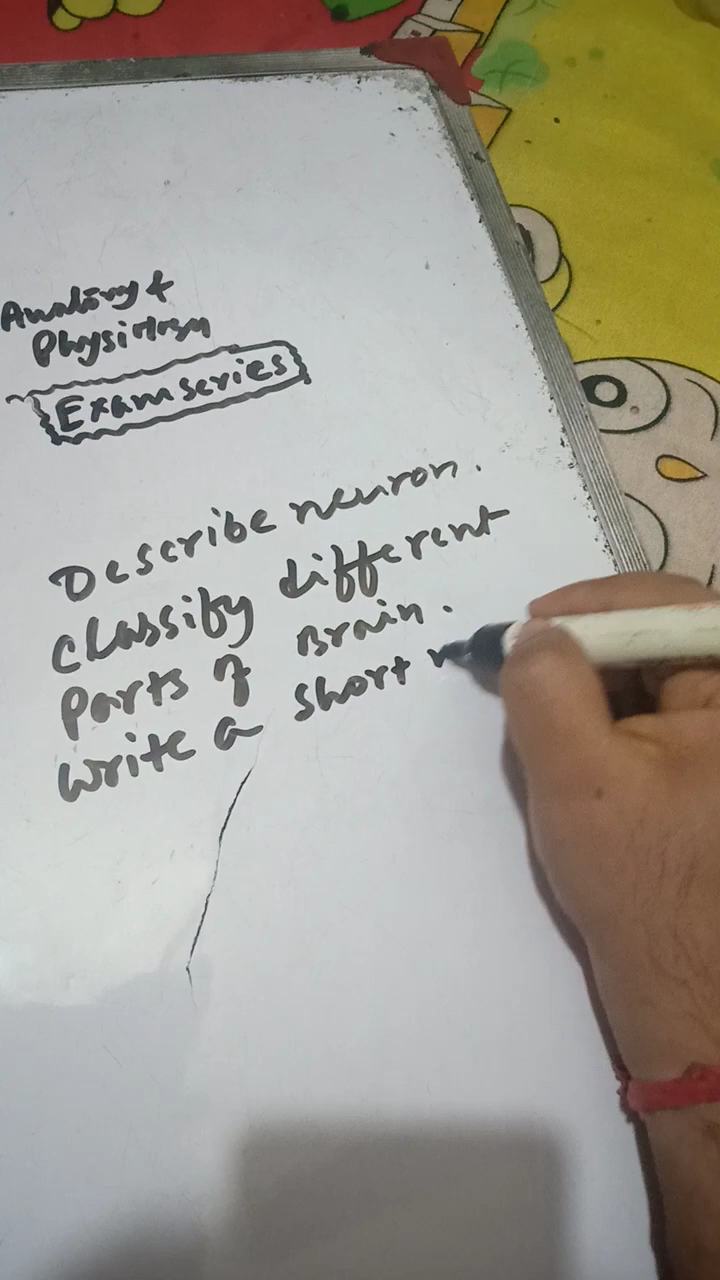 Anatomy &
Physiology
Exam series
Describe neuron.
classify different
parts of Brain.
write a short